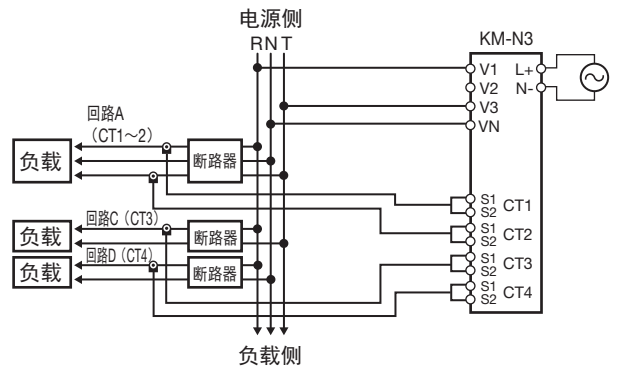 电源侧
RNT
KM-N3
V1 L+
V2 N-
V3
VN
回路A
（CT1～2）
负载
断路器
S1
S2
CT1
S1
S2
CT2
回路C（CT3）
负载
断路器
S1
S2
CT3
回路D（CT4）
负载
断路器
S1
S2
CT4
负载侧